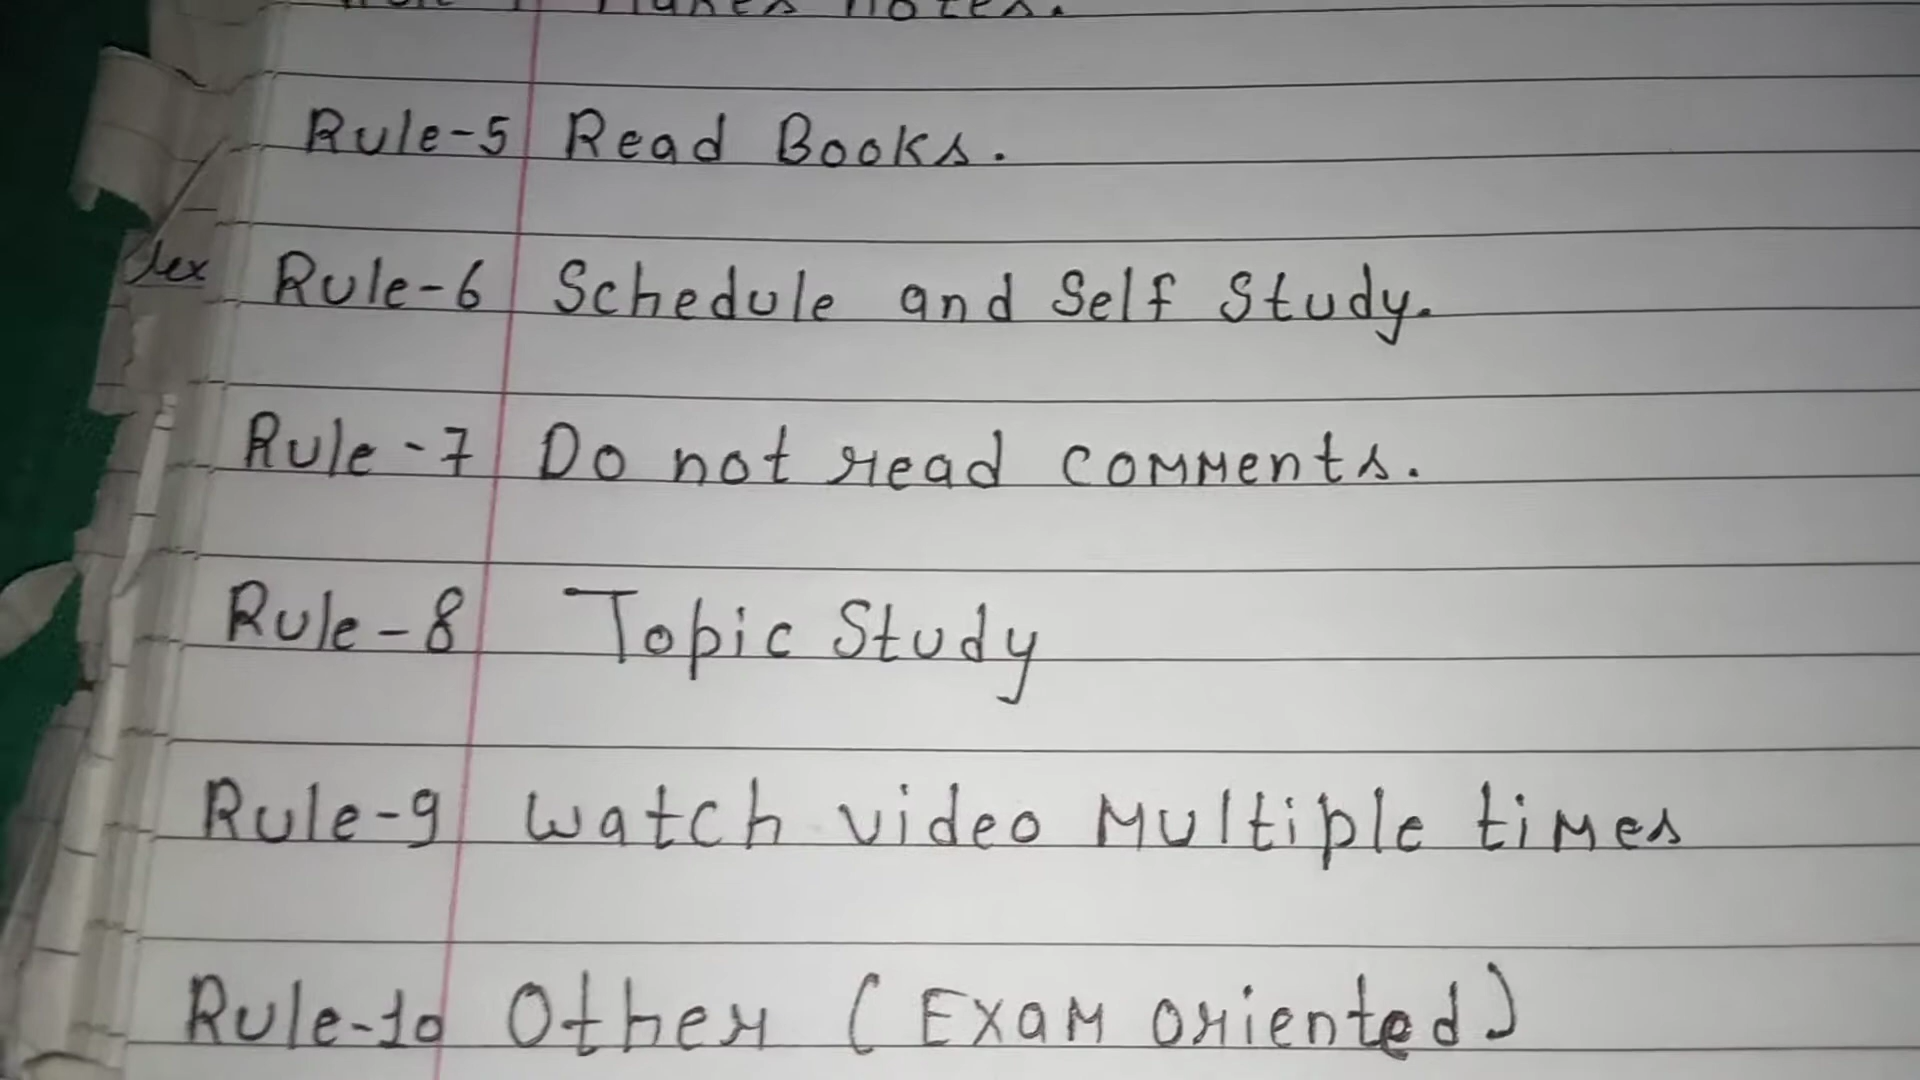 notes.
Rule-5 Read Books.
Rule-6 Schedule and Self Study.
Rule-7 Do not read comments.
Rule-8 Topic Study
Rule-9 Watch video Multiple times
Rule-10 Other (Exam oriented)